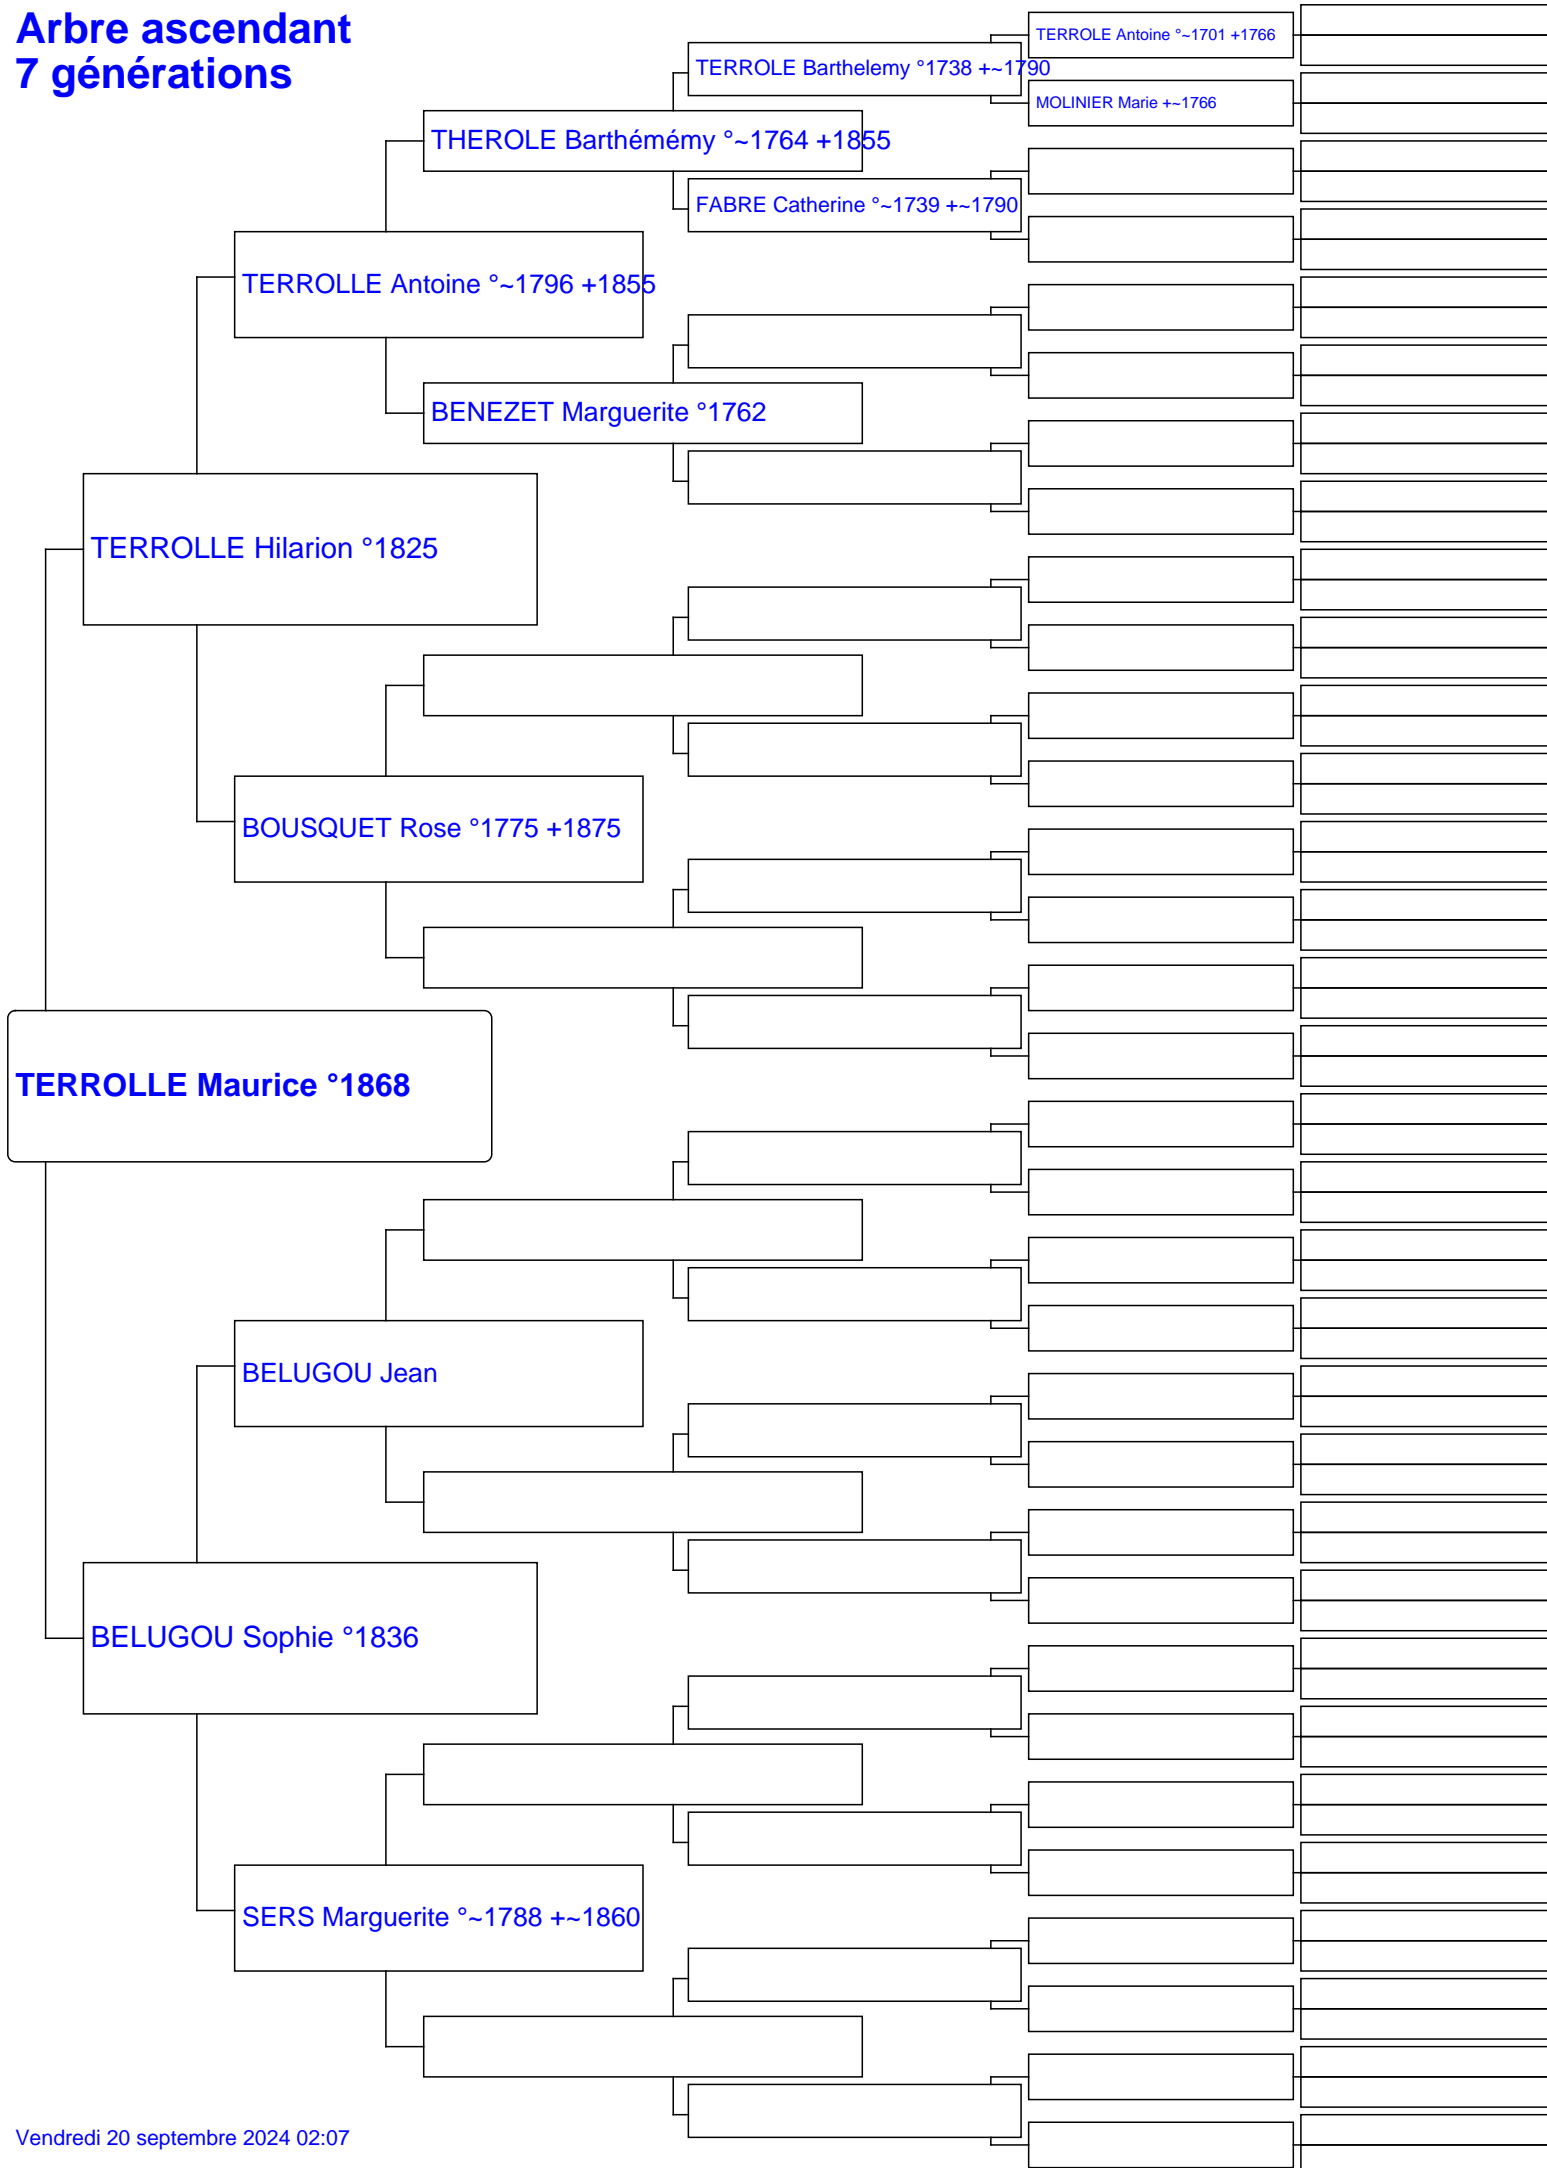 Arbre ascendant
7 générations
TERROLE Antoine °~1701 +1766
TERROLE Barthelemy °1738 +~1790
MOLINIER Marie +~1766
THEROLE Barthémémy °~1764 +1855
FABRE Catherine °~1739 +~1790
TERROLLE Antoine °~1796 +1855
BENEZET Marguerite °1762
TERROLLE Hilarion °1825
BOUSQUET Rose °1775 +1875
TERROLLE Maurice °1868
BELUGOU Jean
BELUGOU Sophie °1836
SERS Marguerite °~1788 +~1860
Vendredi 20 septembre 2024 02:07